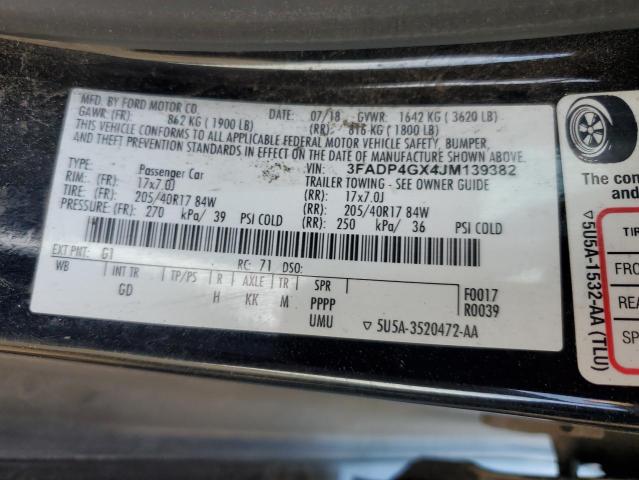 MFD. BY FORD MOTOR CO.
DATE: 07/18 GVWR: 1642 KG ( 3620 LB)
GAWR: (FR): 862 KG ( 1900 LB) (RR): 816 KG ( 1800 LB)
THIS VEHICLE CONFORMS TO ALL APPLICABLE FEDERAL MOTOR VEHICLE SAFETY, BUMPER,
AND THEFT PREVENTION STANDARDS IN EFFECT ON THE DATE OF MANUFACTURE SHOWN ABOVE.
VIN: 3FADP4GX4JM139382
TYPE: Passenger Car TRAILER TOWING - SEE OWNER GUIDE
RIM: (FR): 17x7.0J (RR): 17x7.0J
TIRE: (FR): 205/40R17 84W (RR): 205/40R17 84W
PRESSURE: (FR): 270 kPa/ 39 PSI COLD (RR): 250 kPa/ 36 PSI COLD
EXT PNT: G1 RC: 71 DSO:
WB INT TR TP/PS R AXLE TR SPR F0017
GD H KK M PPPP R0039
UMU ▽5U5A-3520472-AA
▽5U5A-1532-AA (TLU)
The com
and
TIR
FRO
REA
SP